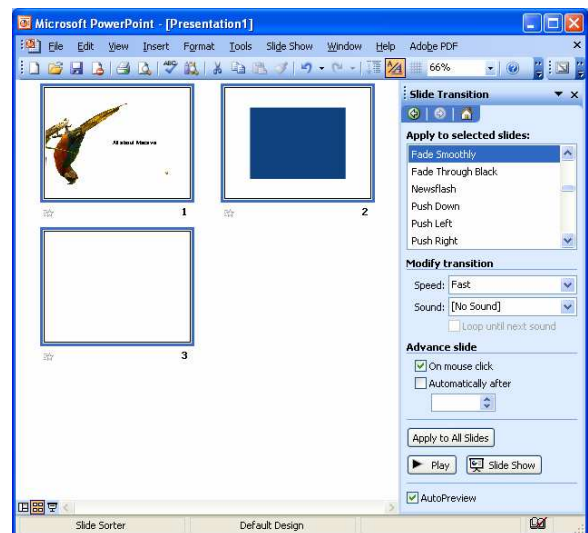 Microsoft PowerPoint - [Presentation1]
File Edit View Insert Format Tools Slide Show Window Help Adobe PDF
66%
Slide Transition
Apply to selected slides:
Fade Smoothly
Fade Through Black
Newsflash
Push Down
Push Left
Push Right
Modify transition
Speed: Fast
Sound: [No Sound]
Loop until next sound
Advance slide
On mouse click
Automatically after
Apply to All Slides
Play Slide Show
AutoPreview
All about Macaws
1 2
3
Slide Sorter Default Design